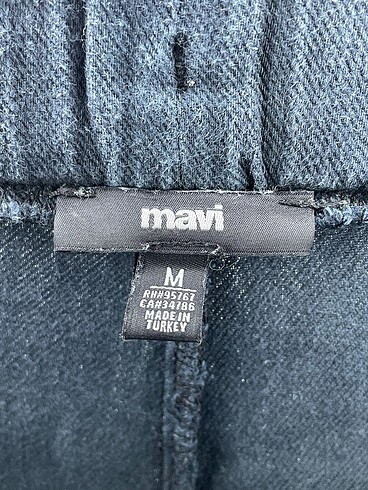 mavi
M
RN#95767
CA#34786
MADE IN
TURKEY